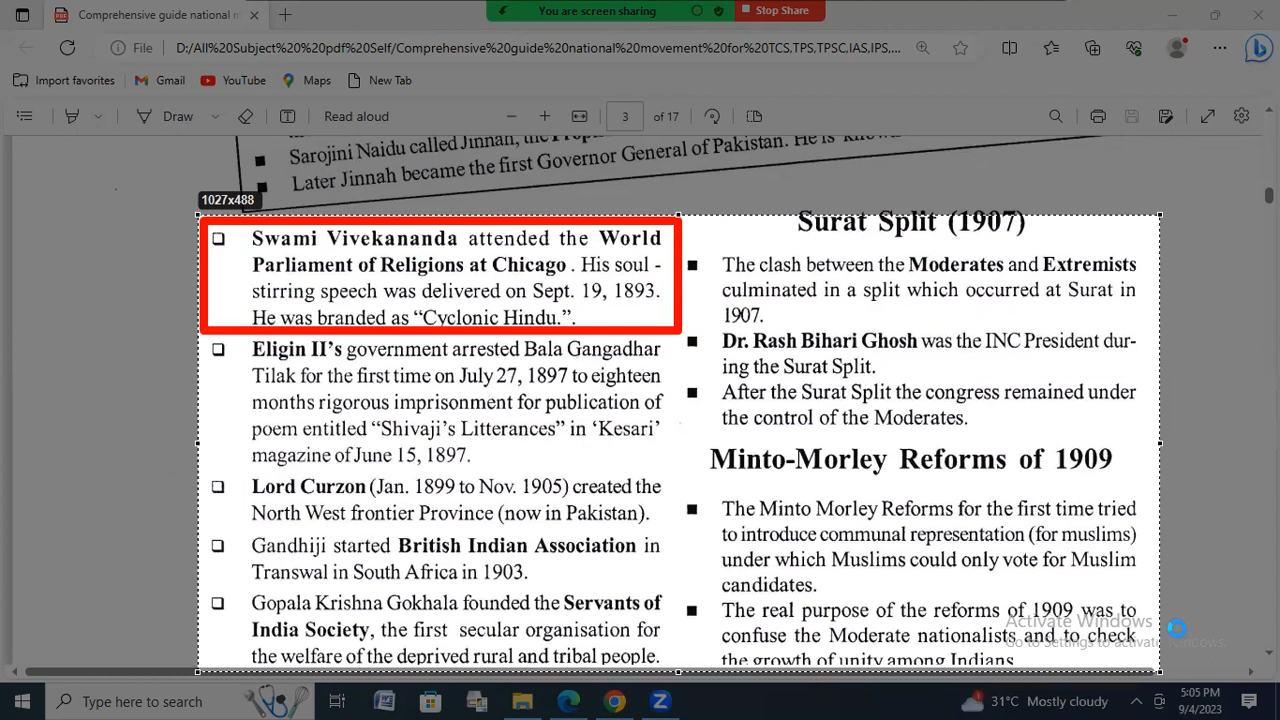 Comprehensive guide national m
You are screen sharing
Stop Share
File
D:/All%20Subject%20%20pdf%20Self/Comprehensive%20guide%20national%20movement%20for%20TCS,TPS,TPSC,IAS,IPS,...
Import favorites
Gmail
YouTube
Maps
New Tab
Draw
Read aloud
3
of 17
Sarojini Naidu called Jinnah, the
Later Jinnah became the first Governor General of Pakistan. He is known
1027x488
Swami Vivekananda attended the World
Parliament of Religions at Chicago . His soul -
stirring speech was delivered on Sept. 19, 1893.
He was branded as “Cyclonic Hindu.”.
Eligin II’s government arrested Bala Gangadhar
Tilak for the first time on July 27, 1897 to eighteen
months rigorous imprisonment for publication of
poem entitled “Shivaji’s Litterances” in ‘Kesari’
magazine of June 15, 1897.
Lord Curzon (Jan. 1899 to Nov. 1905) created the
North West frontier Province (now in Pakistan).
Gandhiji started British Indian Association in
Transwal in South Africa in 1903.
Gopala Krishna Gokhala founded the Servants of
India Society, the first secular organisation for
the welfare of the deprived rural and tribal people.
Surat Split (1907)
The clash between the Moderates and Extremists
culminated in a split which occurred at Surat in
1907.
Dr. Rash Bihari Ghosh was the INC President dur-
ing the Surat Split.
After the Surat Split the congress remained under
the control of the Moderates.
Minto-Morley Reforms of 1909
The Minto Morley Reforms for the first time tried
to introduce communal representation (for muslims)
under which Muslims could only vote for Muslim
candidates.
The real purpose of the reforms of 1909 was to
confuse the Moderate nationalists and to check
the growth of unity among Indians.
Activate Windows
Go to Settings to activate Windows.
Type here to search
31°C Mostly cloudy
5:05 PM
9/4/2023